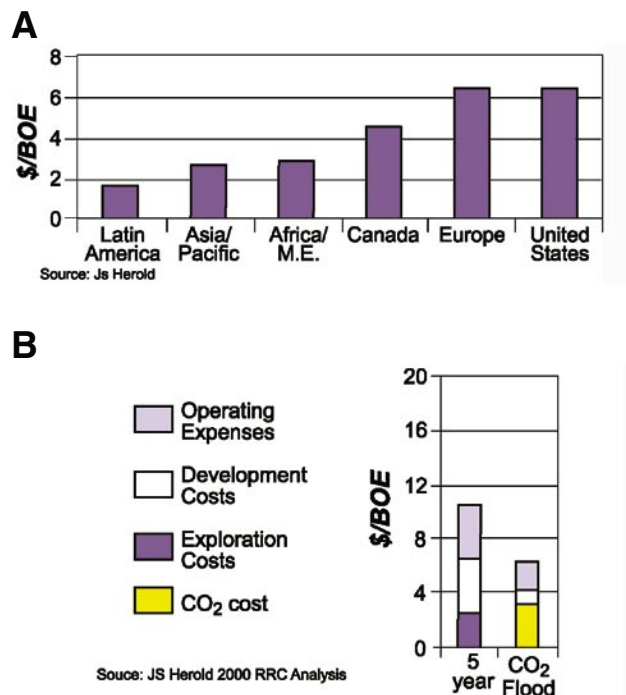 A
$/BOE
8
6
4
2
0
Latin America
Asia/ Pacific
Africa/ M.E.
Canada
Europe
United States
Source: Js Herold
B
Operating
Expenses
Development
Costs
Exploration
Costs
CO₂ cost
$/BOE
20
16
12
8
4
0
5
year
CO₂
Flood
Souce: JS Herold 2000 RRC Analysis